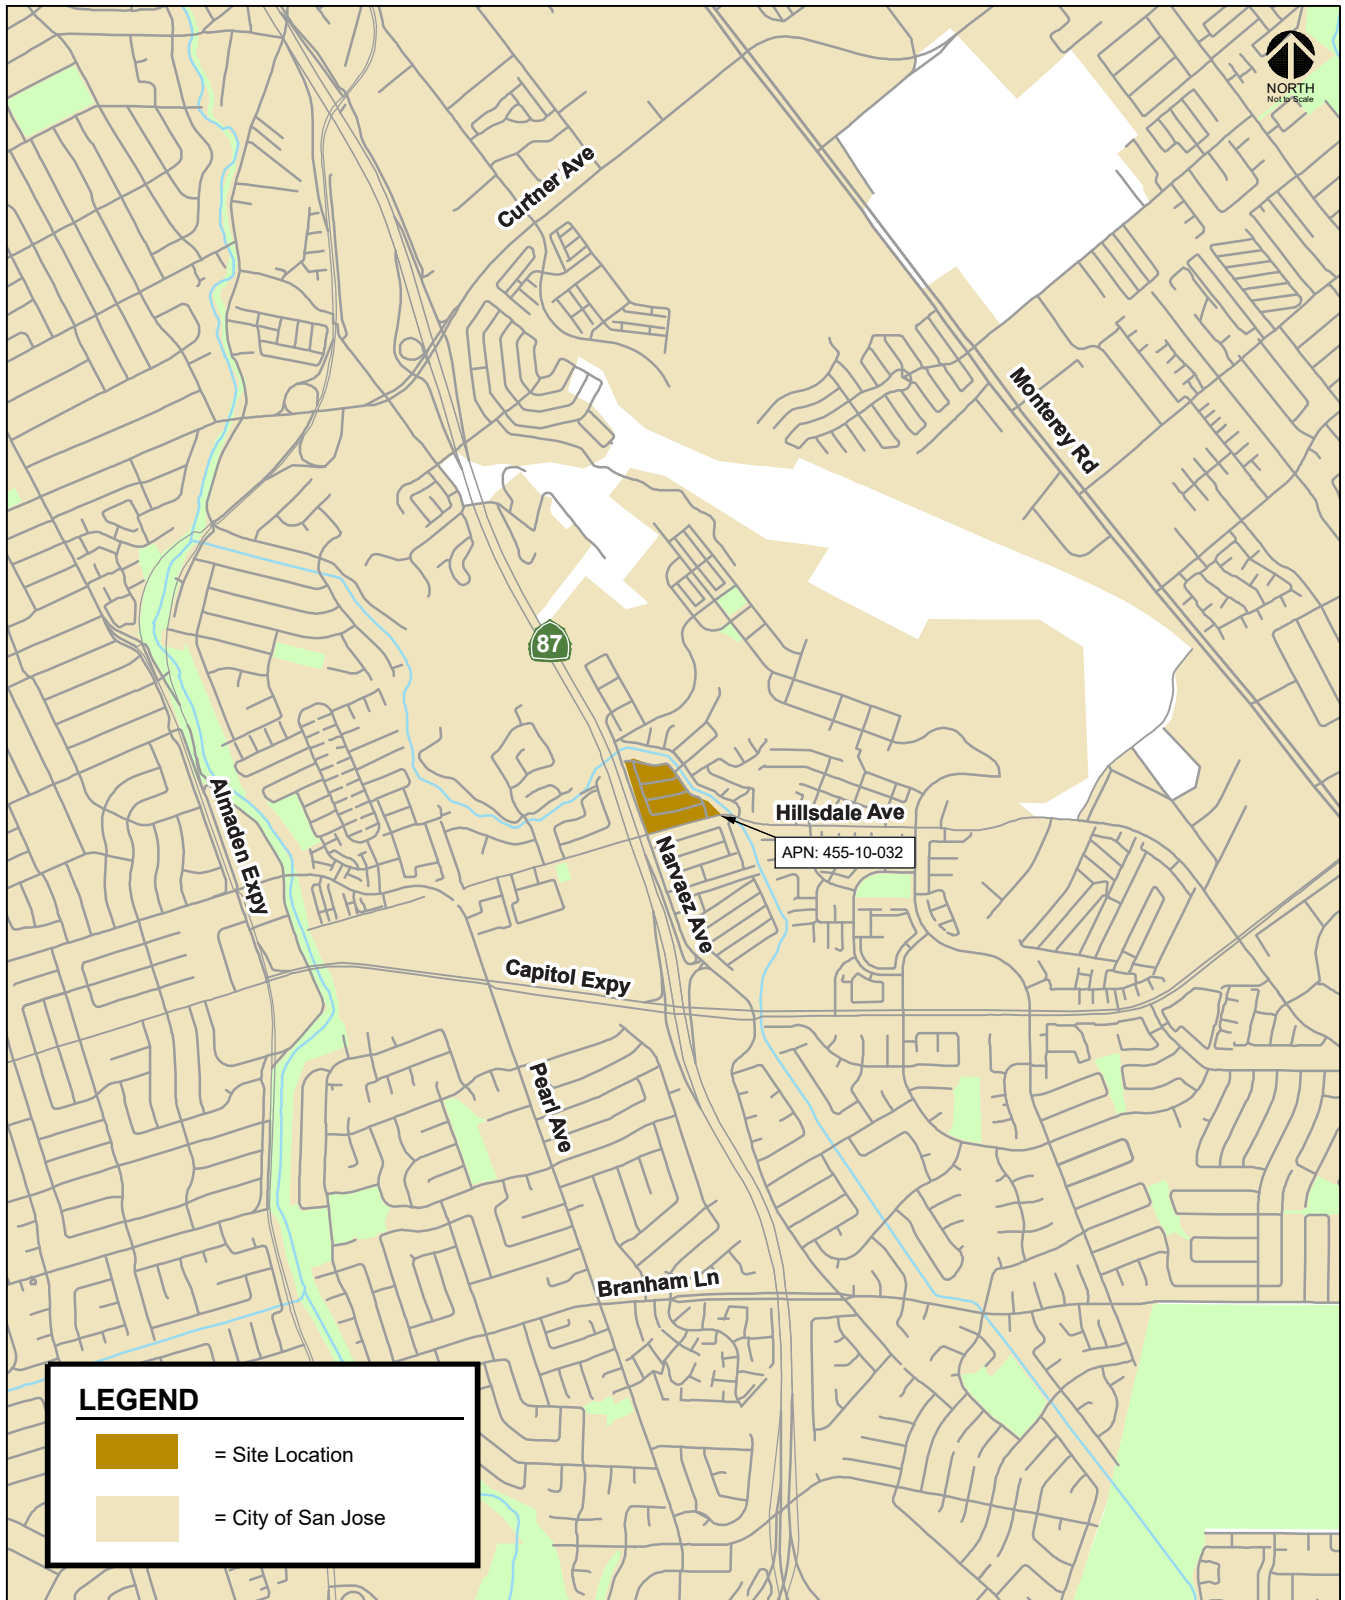 NORTH
Not to Scale
Curtner Ave
Monterey Rd
87
Almaden Expy
Hillsdale Ave
APN: 455-10-032
Narvaez Ave
Capitol Expy
Pearl Ave
Branham Ln
LEGEND
= Site Location
= City of San Jose